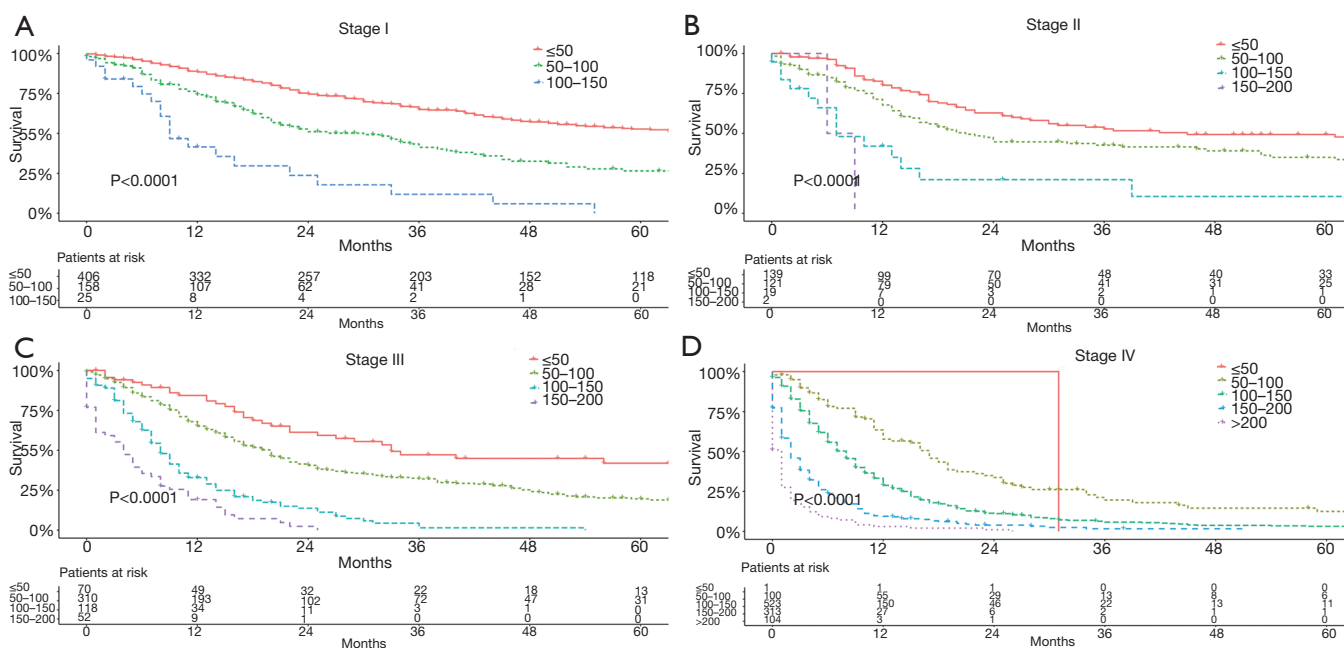 A
Stage I
≤50
50–100
100–150
100%
75%
55%
25%
0%
Survival
P<0.0001
0 12 24 36 48 60
Months
Patients at risk
≤50 406 332 257 203 152 118
50–100 158 107 62 41 28 21
100–150 25 8 4 2 1 0
0 12 24 36 48 60
Months
B
Stage II
≤50
50–100
100–150
150–200
100%
75%
50%
25%
0%
Survival
P<0.0001
0 12 24 36 48 60
Months
Patients at risk
≤50 139 99 70 48 40 33
50–100 121 79 50 41 31 25
100–150 19 7 3 2 1 1
150–200 2 0 0 0 0 0
0 12 24 36 48 60
Months
C
Stage III
≤50
50–100
100–150
150–200
100%
75%
55%
25%
0%
Survival
P<0.0001
0 12 24 36 48 60
Months
Patients at risk
≤50 70 49 32 22 18 13
50–100 310 193 102 72 47 31
100–150 118 34 11 3 1 0
150–200 52 9 1 0 0 0
0 12 24 36 48 60
Months
D
Stage IV
≤50
50–100
100–150
150–200
>200
100%
75%
50%
25%
0%
Survival
P<0.0001
0 12 24 36 48 60
Months
Patients at risk
≤50 1 1 1 0 0 0
50–100 100 55 29 13 8 6
100–150 523 150 46 22 13 11
150–200 313 27 6 2 1 1
>200 104 3 1 0 0 0
0 12 24 36 48 60
Months